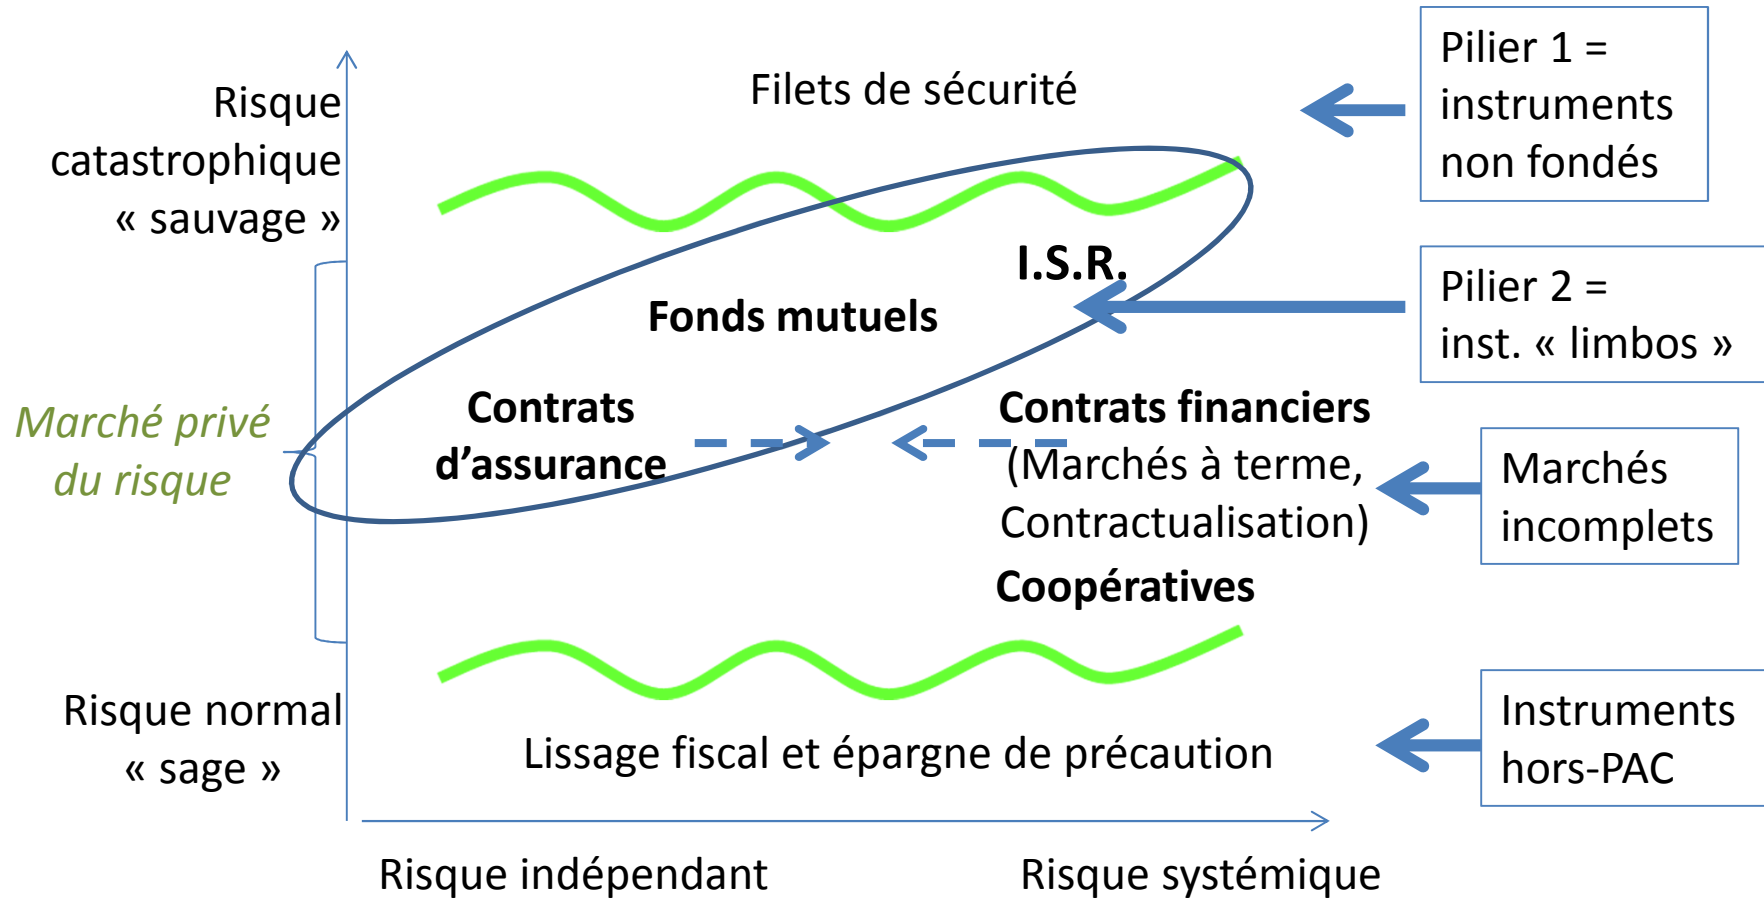 Risque
catastrophique
« sauvage »
Filets de sécurité
Pilier 1 =
instruments
non fondés
I.S.R.
Fonds mutuels
Pilier 2 =
inst. « limbos »
Marché privé
du risque
Contrats
d’assurance
Contrats financiers
(Marchés à terme,
Contractualisation)
Coopératives
Marchés
incomplets
Risque normal
« sage »
Lissage fiscal et épargne de précaution
Instruments
hors-PAC
Risque indépendant
Risque systémique